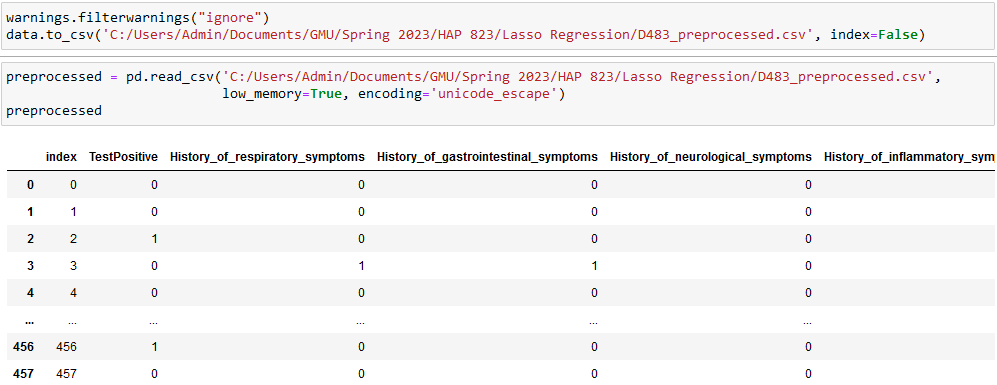 warnings.filterwarnings("ignore")
data.to_csv('C:/Users/Admin/Documents/GMU/Spring 2023/HAP 823/Lasso Regression/D483_preprocessed.csv', index=False)
preprocessed = pd.read_csv('C:/Users/Admin/Documents/GMU/Spring 2023/HAP 823/Lasso Regression/D483_preprocessed.csv',
low_memory=True, encoding='unicode_escape')
preprocessed
index TestPositive History_of_respiratory_symptoms History_of_gastrointestinal_symptoms History_of_neurological_symptoms History_of_inflammatory_sym
0 0 0 0 0 0
1 1 0 0 0 0
2 2 1 0 0 0
3 3 0 1 1 0
4 4 0 0 0 0
... ... ... ... ... ...
456 456 1 0 0 0
457 457 0 0 0 0